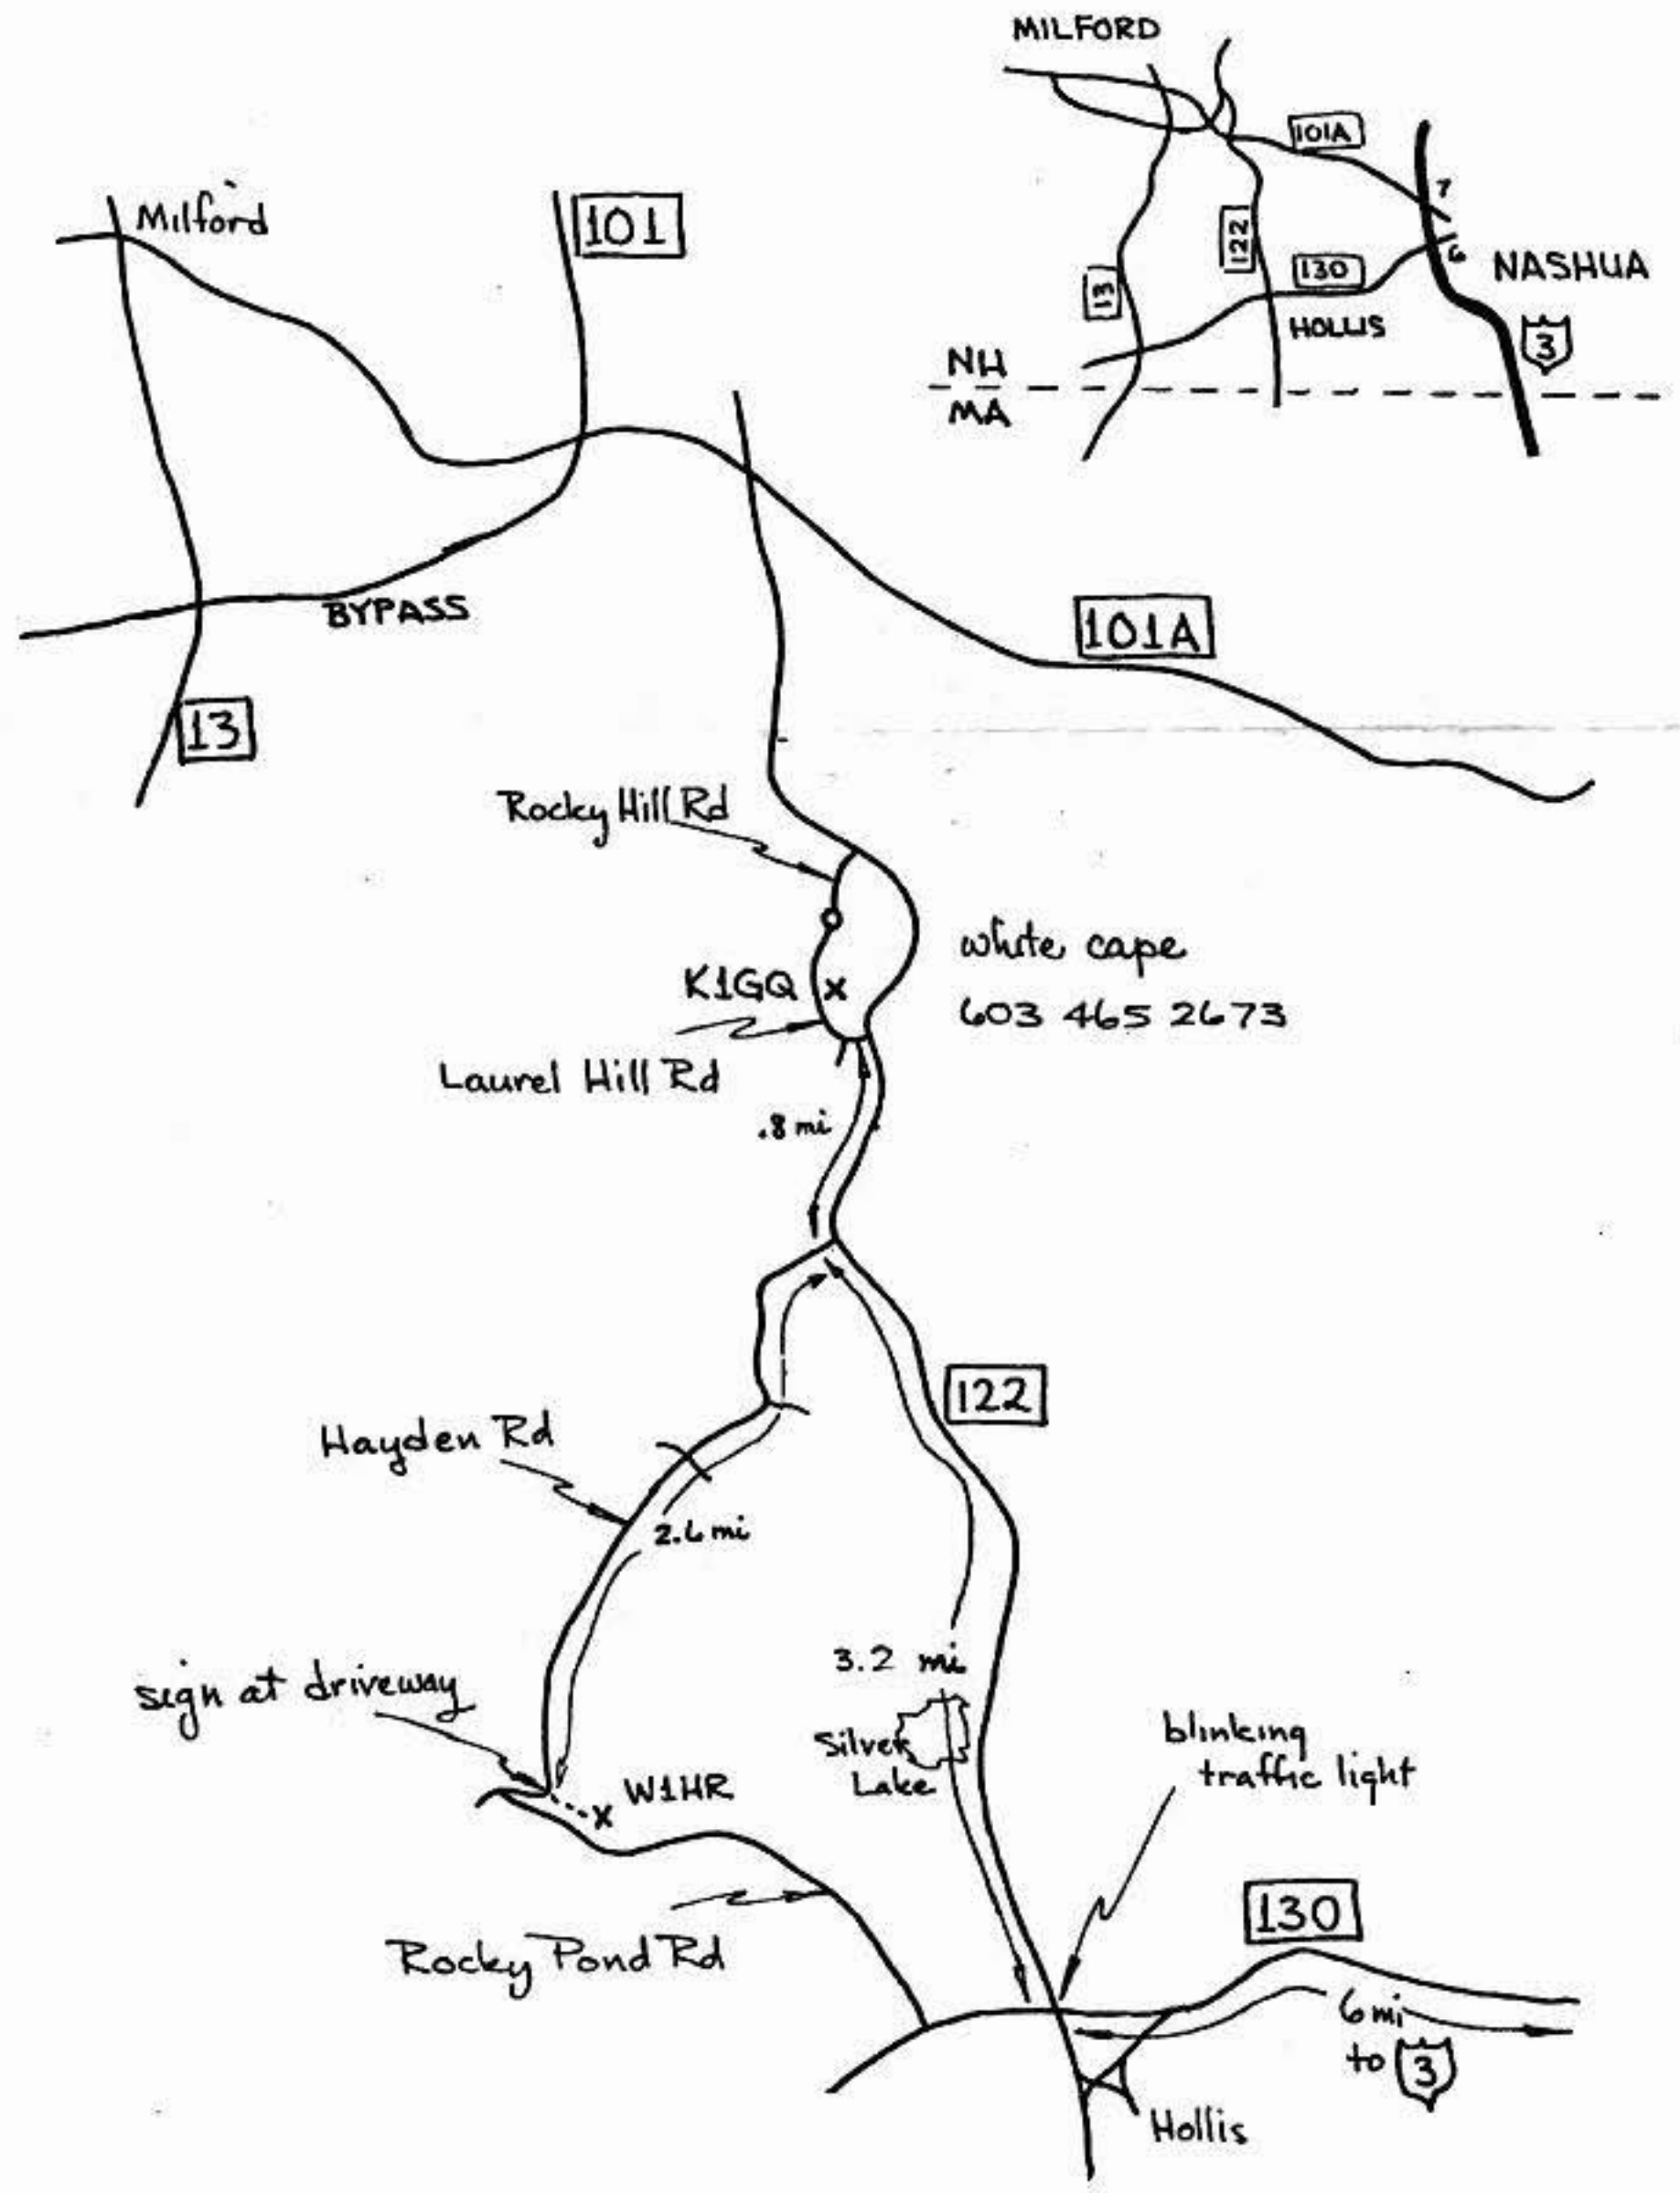 MILFORD
101A
7
122
13
130
6
NASHUA
HOLLIS
3
NH
MA
Milford
101
BYPASS
101A
13
Rocky Hill Rd
white cape
K1GQ X
603 465 2673
Laurel Hill Rd
.8 mi
122
Hayden Rd
2.6 mi
3.2 mi
sign at driveway
Silver
Lake
blinking
traffic light
X W1HR
130
Rocky Pond Rd
6 mi
to 3
Hollis